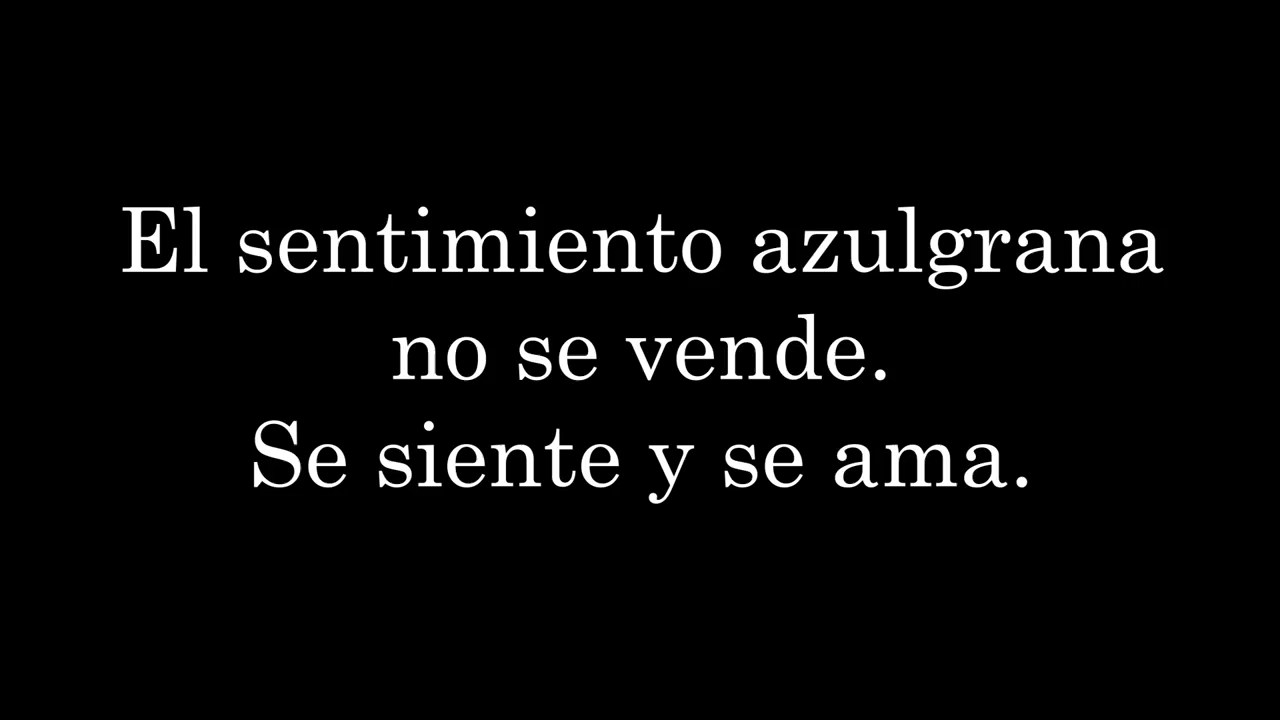 El sentimiento azulgrana
no se vende.
Se siente y se ama.